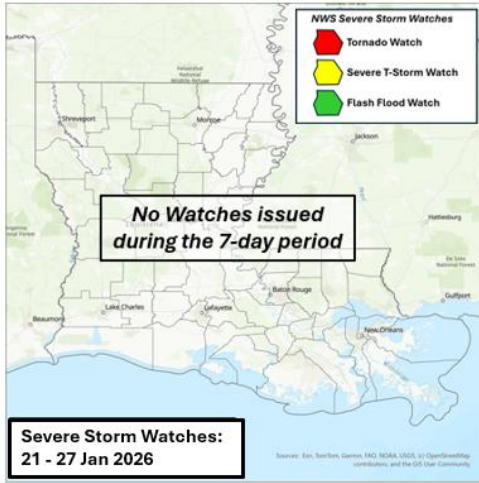 NWS Severe Storm Watches
Tornado Watch
Severe T-Storm Watch
Flash Flood Watch
Shreveport
Monroe
Jackson
No Watches issued
during the 7-day period
Hattiesburg
Baton Rouge
Gulfport
Lake Charles
Lafayette
Beaumont
New Orleans
Severe Storm Watches:
21 - 27 Jan 2026
Sources: Esri, TomTom, Garmin, FAO, NOAA, USGS, (c) OpenStreetMap
contributors, and the GIS User Community